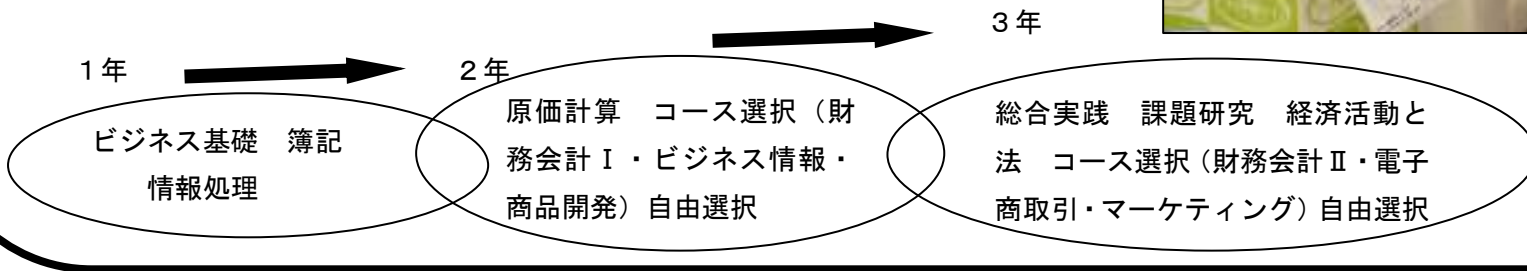 1年
ビジネス基礎 簿記
情報処理
2年
原価計算 コース選択（財
務会計Ⅰ・ビジネス情報・
商品開発）自由選択
3年
総合実践 課題研究 経済活動と
法 コース選択（財務会計Ⅱ・電子
商取引・マーケティング）自由選択